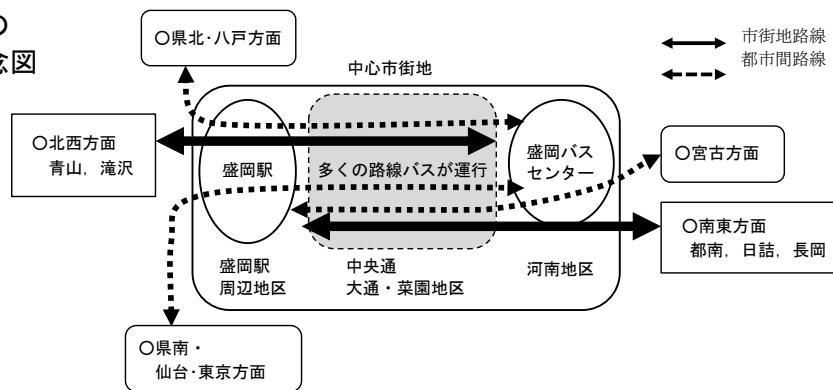 の
念図
○県北・八戸方面
中心市街地
市街地路線
都市間路線
○北西方面
青山，滝沢
盛岡駅
多くの路線バスが運行
盛岡バス
センター
○宮古方面
○南東方面
都南，日詰，長岡
盛岡駅
周辺地区
中央通
大通・菜園地区
河南地区
○県南・
仙台・東京方面